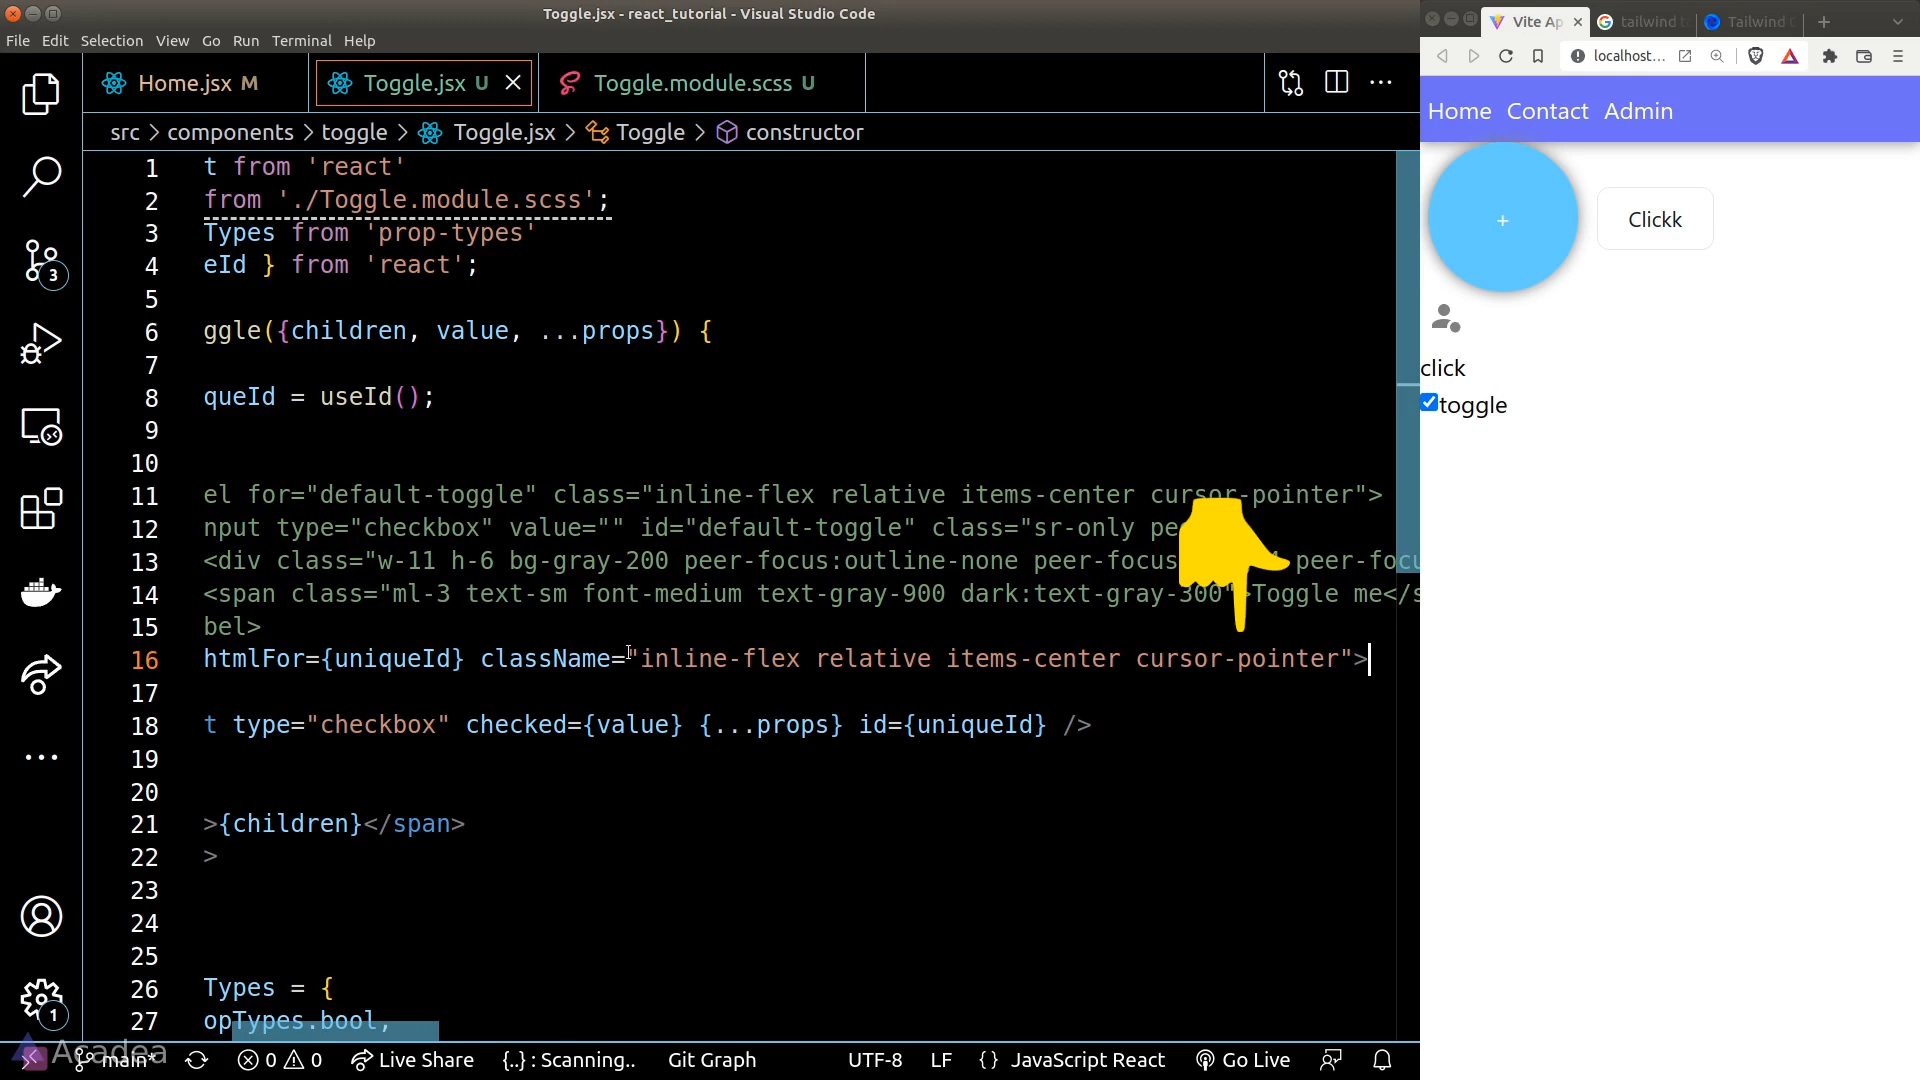 Toggle.jsx - react_tutorial - Visual Studio Code
File Edit Selection View Go Run Terminal Help
Home.jsx M Toggle.jsx U Toggle.module.scss U
src > components > toggle > Toggle.jsx > Toggle > constructor
1 t from 'react'
2 from './Toggle.module.scss';
3 Types from 'prop-types'
4 eId } from 'react';
5
6 ggle({children, value, ...props}) {
7
8 queId = useId();
9
10
11 el for="default-toggle" class="inline-flex relative items-center cursor-pointer">
12 nput type="checkbox" value="" id="default-toggle" class="sr-only pe
13 <div class="w-11 h-6 bg-gray-200 peer-focus:outline-none peer-focus peer-focu
14 <span class="ml-3 text-sm font-medium text-gray-900 dark:text-gray-300">Toggle me</s
15 bel>
16 htmlFor={uniqueId} className="inline-flex relative items-center cursor-pointer">
17
18 t type="checkbox" checked={value} {...props} id={uniqueId} />
19
20
21 >{children}</span>
22 >
23
24
25
26 Types = {
27 opTypes.bool,
3
1
Acadea
main* 0 0 Live Share {..} : Scanning.. Git Graph UTF-8 LF {} JavaScript React Go Live
Vite Ap tailwind t Tailwind
localhost...
Home Contact Admin
+
Clickk
click
toggle